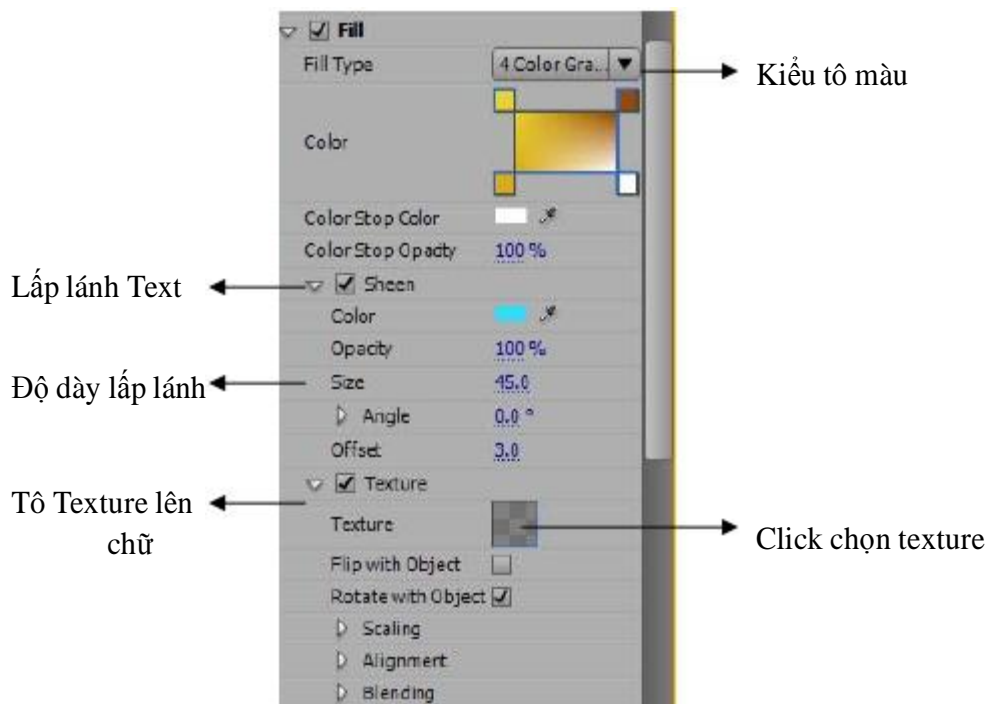 Fill
Fill Type 4 Color Gra...
Kiểu tô màu
Color
Color Stop Color
Color Stop Opacity 100 %
Lấp lánh Text
Sheen
Color
Opacity 100 %
Độ dày lấp lánh
Size 45.0
Angle 0.0 °
Offset 3.0
Tô Texture lên
chữ
Texture
Texture
Click chọn texture
Flip with Object
Rotate with Object
Scaling
Alignment
Blending